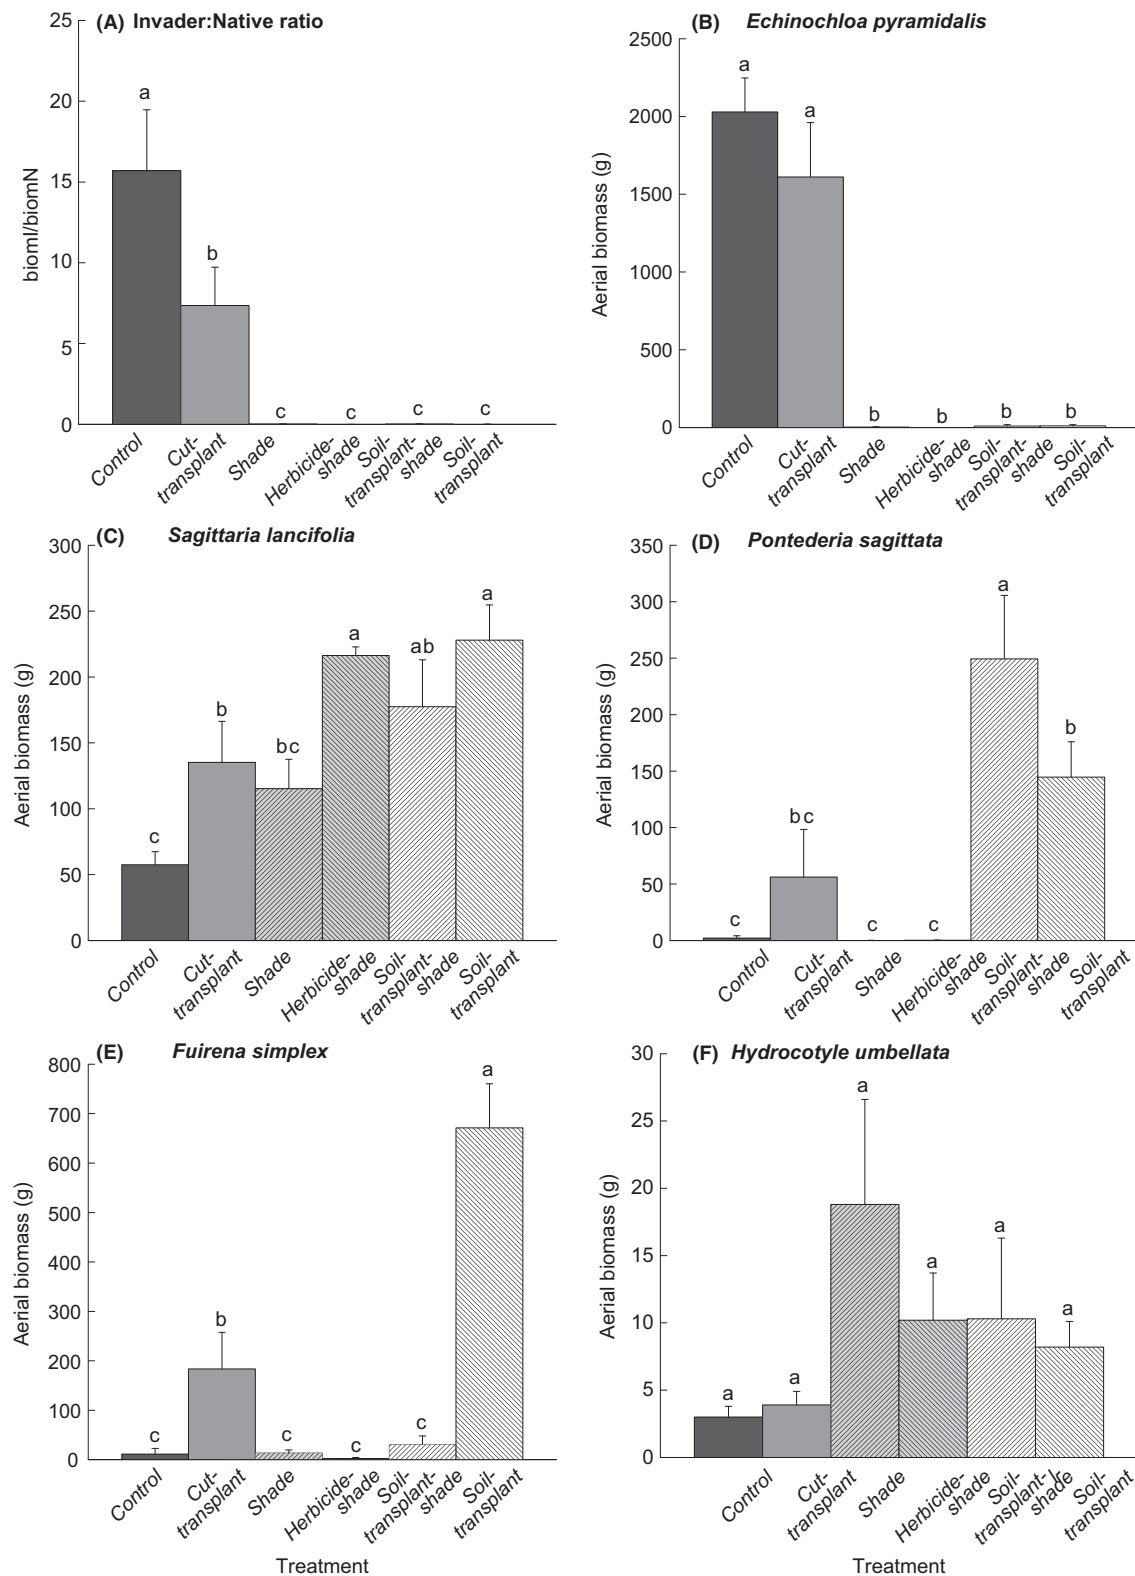 (A) Invader:Native ratio
25
20
15
10
5
0
biomI/biomN
a
b
c
c
c
c
Control
Cut-
transplant
Shade
Herbicide-
shade
Soil-
transplant-
shade
Soil-
transplant
(B) Echinochloa pyramidalis
2500
2000
1500
1000
500
0
Aerial biomass (g)
a
a
b
b
b
b
Control
Cut-
transplant
Shade
Herbicide-
shade
Soil-
transplant-
shade
Soil-
transplant
(C) Sagittaria lancifolia
300
250
200
150
100
50
0
Aerial biomass (g)
c
b
bc
a
ab
a
Control
Cut-
transplant
Shade
Herbicide-
shade
Soil-
transplant-
shade
Soil-
transplant
(D) Pontederia sagittata
350
300
250
200
150
100
50
0
Aerial biomass (g)
c
bc
c
c
a
b
Control
Cut-
transplant
Shade
Herbicide-
shade
Soil-
transplant-
shade
Soil-
transplant
(E) Fuirena simplex
800
700
600
500
400
300
200
100
0
Aerial biomass (g)
c
b
c
c
c
a
Control
Cut-
transplant
Shade
Herbicide-
shade
Soil-
transplant-
shade
Soil-
transplant
Treatment
(F) Hydrocotyle umbellata
30
25
20
15
10
5
0
Aerial biomass (g)
a
a
a
a
a
a
Control
Cut-
transplant
Shade
Herbicide-
shade
Soil-
transplant-
shade
Soil-
transplant
Treatment